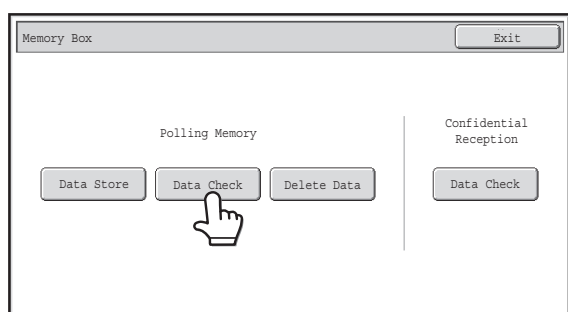 Memory Box
Exit
Polling Memory
Data Store
Data Check
Delete Data
Confidential
Reception
Data Check